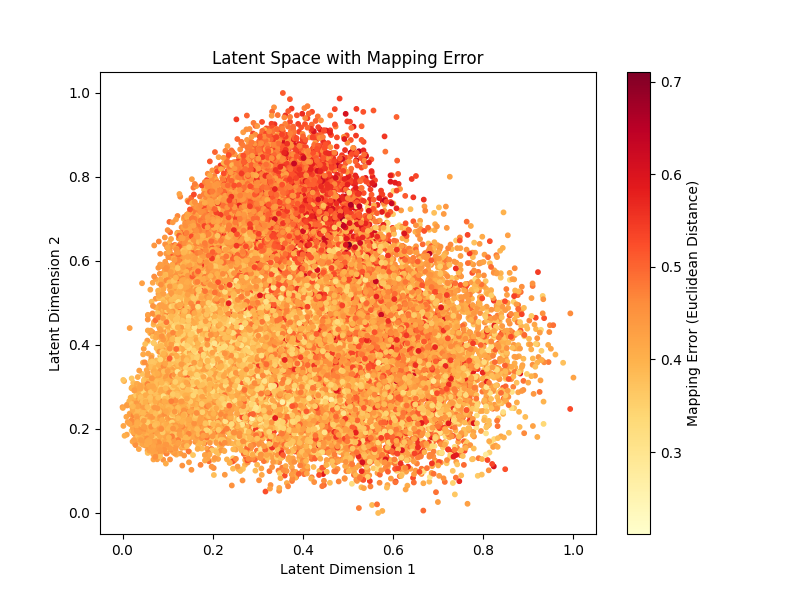 Latent Space with Mapping Error
1.0
0.8
0.6
0.4
0.2
0.0
Latent Dimension 2
0.0 0.2 0.4 0.6 0.8 1.0
Latent Dimension 1
0.7
0.6
0.5
0.4
0.3
Mapping Error (Euclidean Distance)